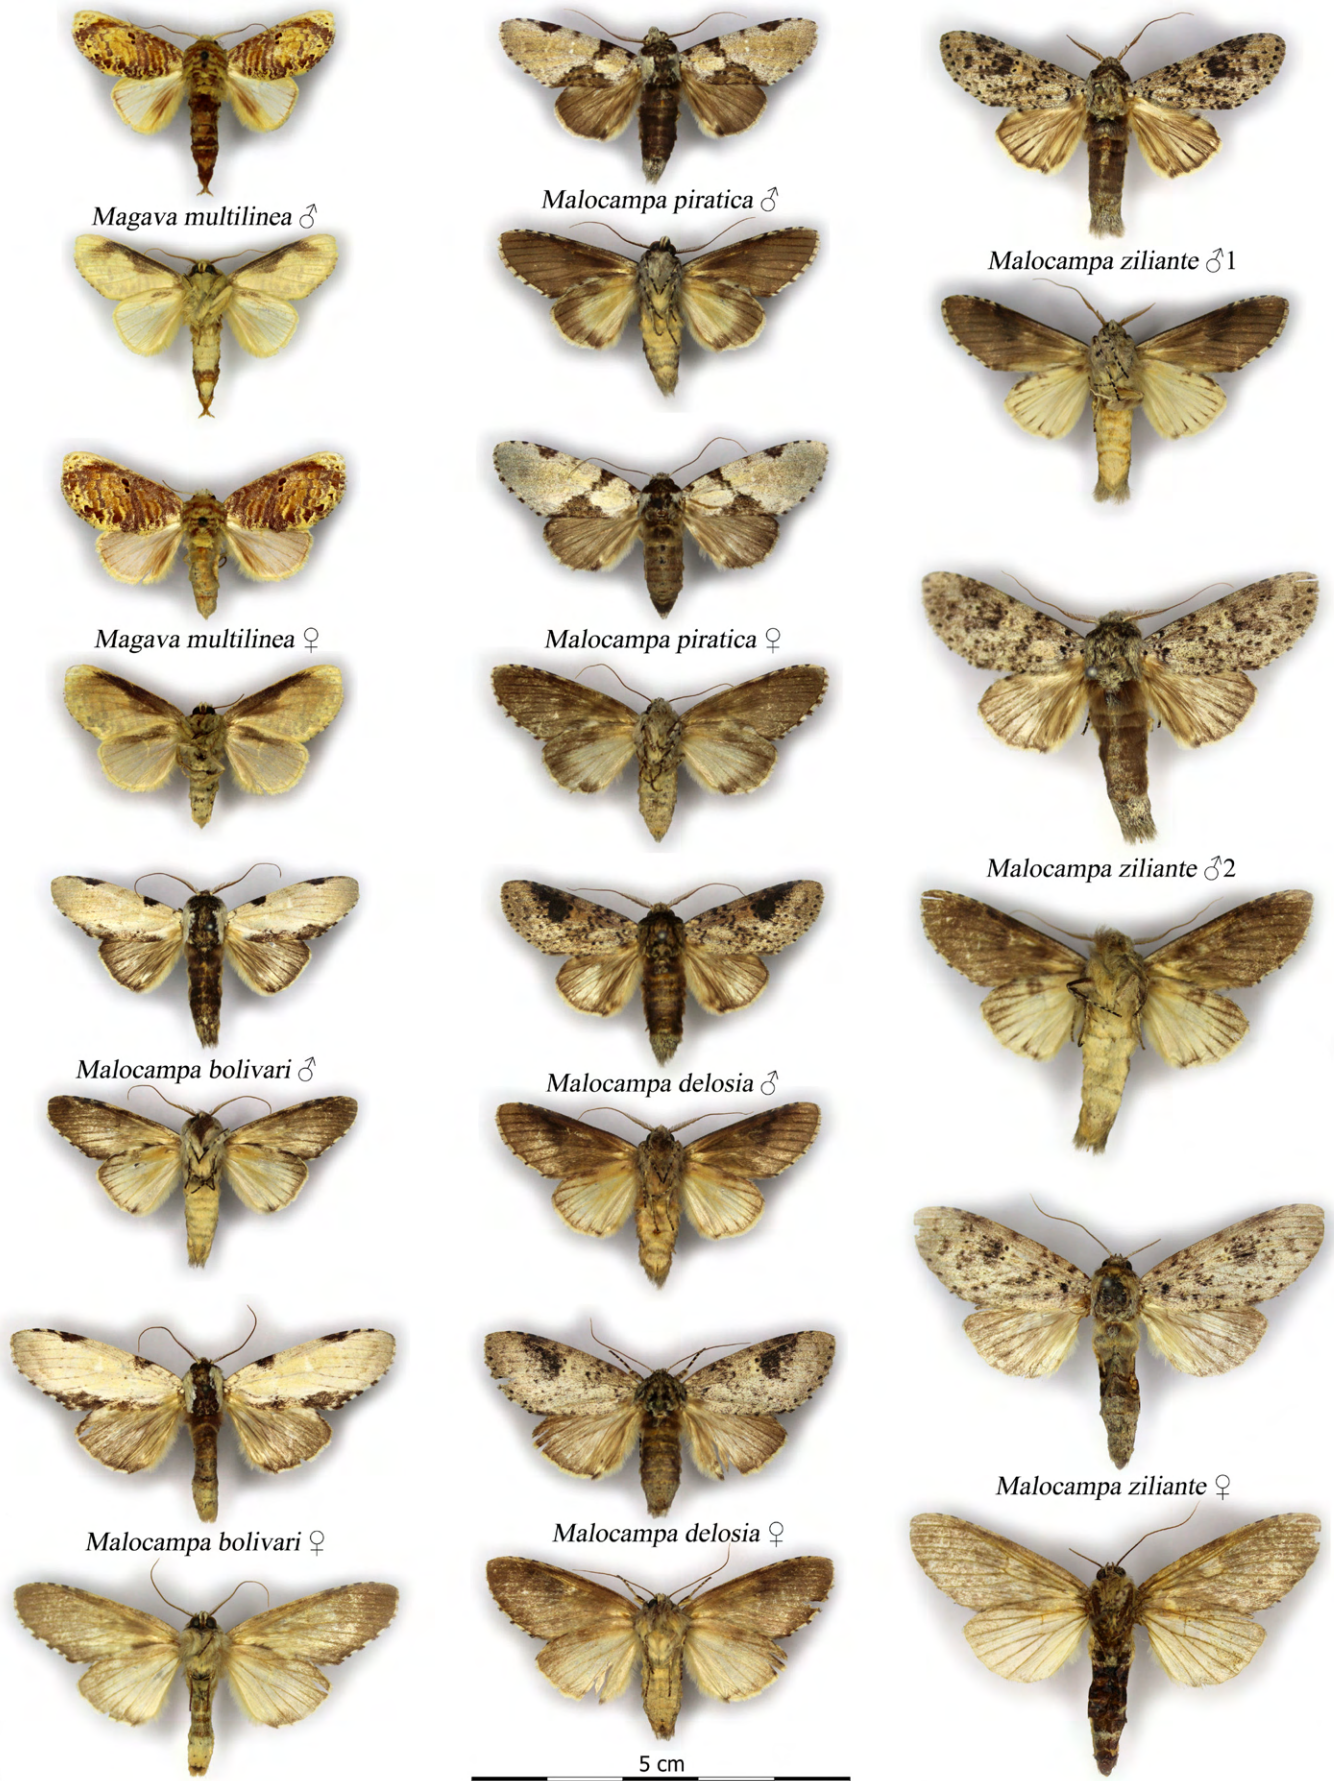 Magava multilinea ♂
Magava multilinea ♀
Malocampa bolivari ♂
Malocampa bolivari ♀
Malocampa piratica ♂
Malocampa piratica ♀
Malocampa delosia ♂
Malocampa delosia ♀
5 cm
Malocampa ziliante ♂1
Malocampa ziliante ♂2
Malocampa ziliante ♀